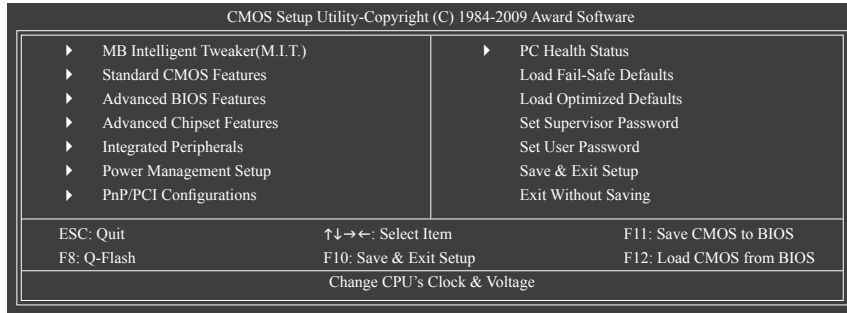 CMOS Setup Utility-Copyright (C) 1984-2009 Award Software
MB Intelligent Tweaker(M.I.T.)
Standard CMOS Features
Advanced BIOS Features
Advanced Chipset Features
Integrated Peripherals
Power Management Setup
PnP/PCI Configurations
PC Health Status
Load Fail-Safe Defaults
Load Optimized Defaults
Set Supervisor Password
Set User Password
Save & Exit Setup
Exit Without Saving
ESC: Quit ↑↓→←: Select Item F11: Save CMOS to BIOS
F8: Q-Flash F10: Save & Exit Setup F12: Load CMOS from BIOS
Change CPU’s Clock & Voltage